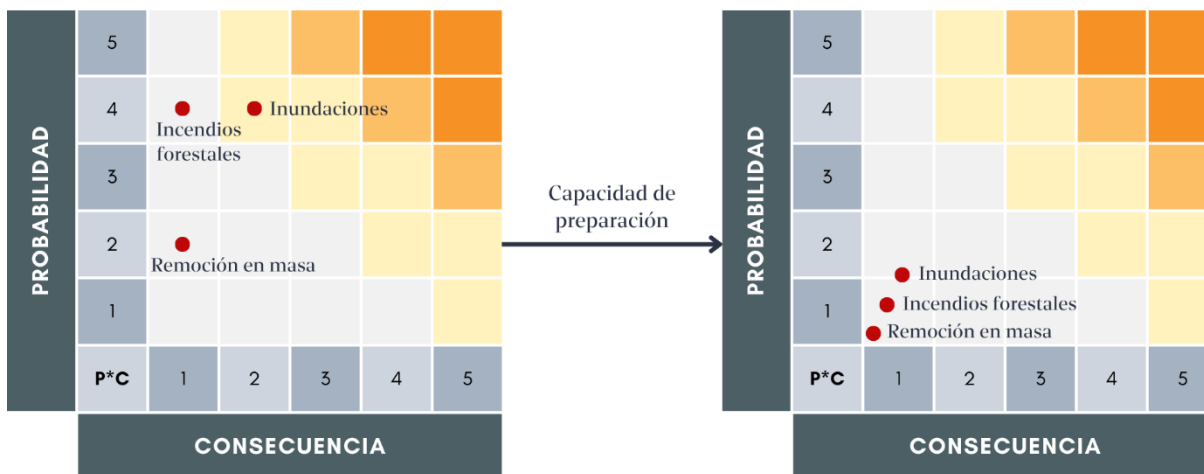 PROBABILIDAD
5
4
Inundaciones
Incendios
forestales
3
2
Remoción en masa
1
P*C
1
2
3
4
5
CONSECUENCIA
Capacidad de
preparación
PROBABILIDAD
5
4
3
2
Inundaciones
1
Incendios forestales
Remoción en masa
P*C
1
2
3
4
5
CONSECUENCIA